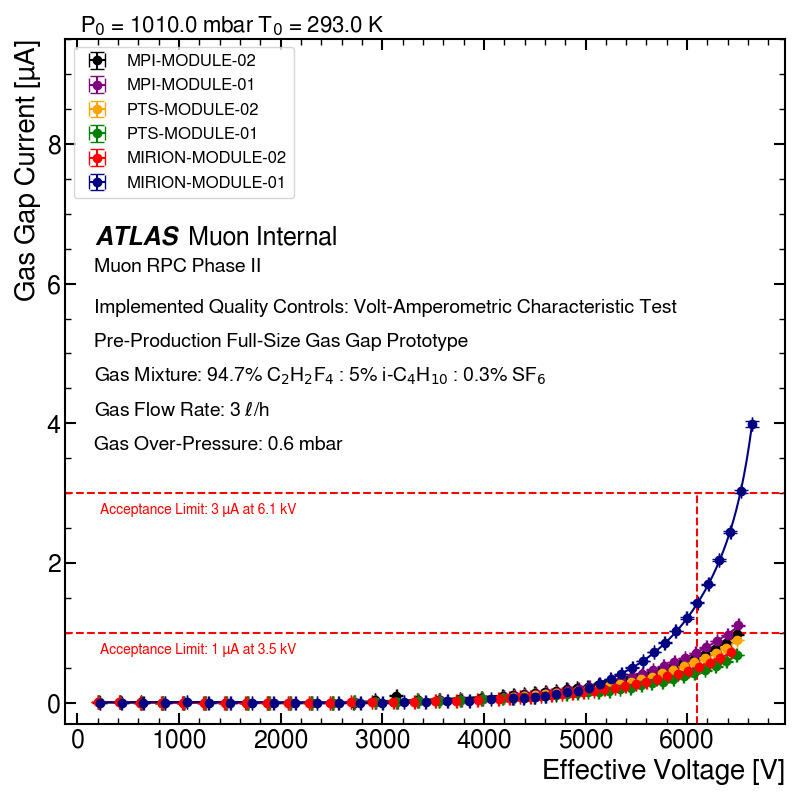 P₀ = 1010.0 mbar T₀ = 293.0 K
Gas Gap Current [µA]
MPI-MODULE-02
MPI-MODULE-01
PTS-MODULE-02
PTS-MODULE-01
MIRION-MODULE-02
MIRION-MODULE-01
ATLAS Muon Internal
Muon RPC Phase II
Implemented Quality Controls: Volt-Amperometric Characteristic Test
Pre-Production Full-Size Gas Gap Prototype
Gas Mixture: 94.7% C₂H₂F₄ : 5% i-C₄H₁₀ : 0.3% SF₆
Gas Flow Rate: 3 ℓ/h
Gas Over-Pressure: 0.6 mbar
Acceptance Limit: 3 µA at 6.1 kV
Acceptance Limit: 1 µA at 3.5 kV
8
6
4
2
0
0 1000 2000 3000 4000 5000 6000
Effective Voltage [V]